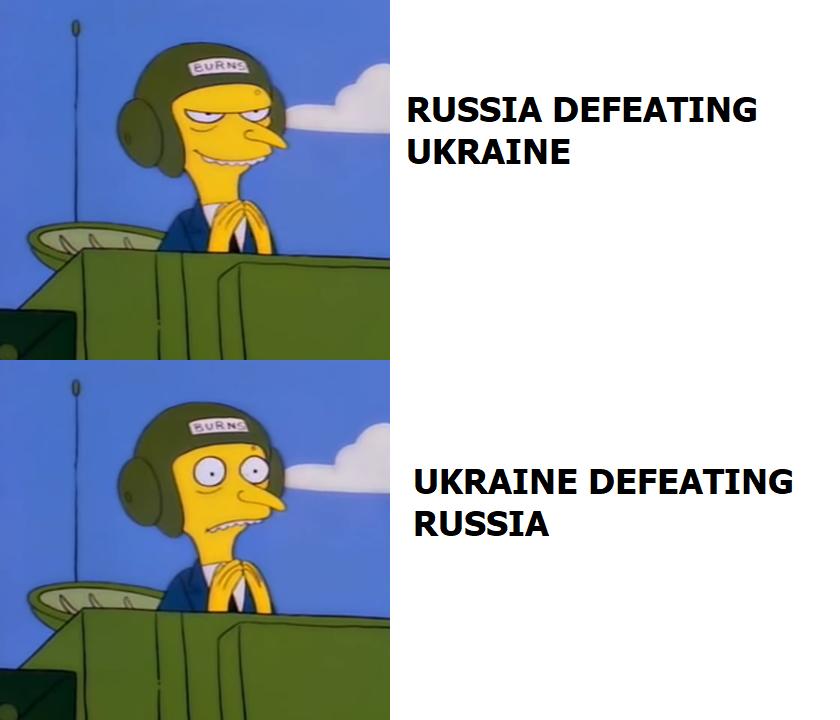 BURNS
RUSSIA DEFEATING
UKRAINE
BURNS
UKRAINE DEFEATING
RUSSIA